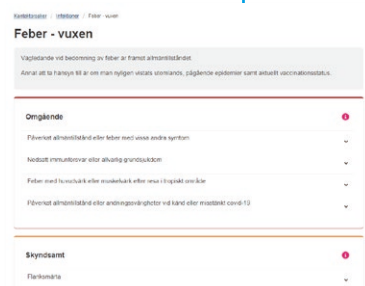 Kontaktorsaker / Infektioner / Feber - vuxen
Feber - vuxen
Vägledande vid bedömning av feber är främst allmäntillståndet.
Annat att ta hänsyn till är om man nyligen vistats utomlands, pågående epidemier samt aktuellt vaccinationsstatus.
Omgående
Påverkat allmäntillstånd eller feber med vissa andra symtom
Nedsatt immunförsvar eller allvarlig grundsjukdom
Feber med huvudvärk eller muskelvärk efter resa i tropiskt område
Påverkat allmäntillstånd eller andningssvårigheter vid känd eller misstänkt covid-19
Skyndsamt
Flanksmärta